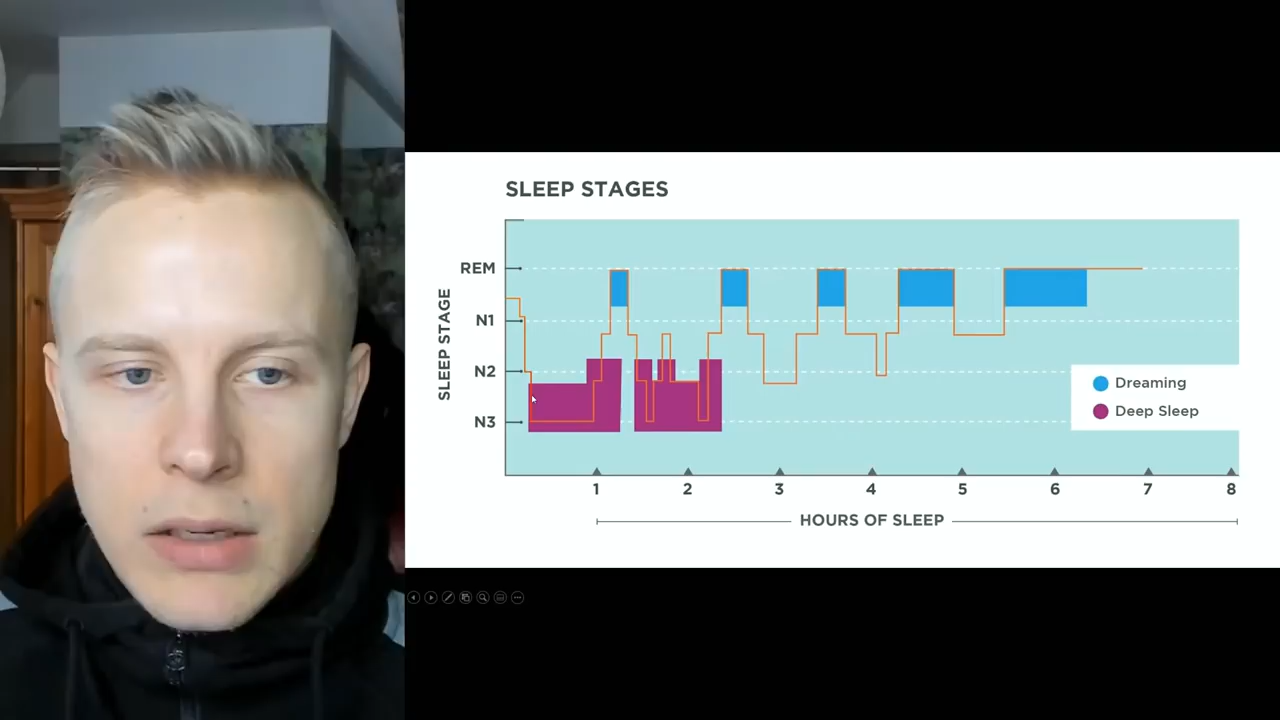 SLEEP STAGES
SLEEP STAGE
REM
N1
N2
N3
Dreaming
Deep Sleep
1 2 3 4 5 6 7 8
HOURS OF SLEEP